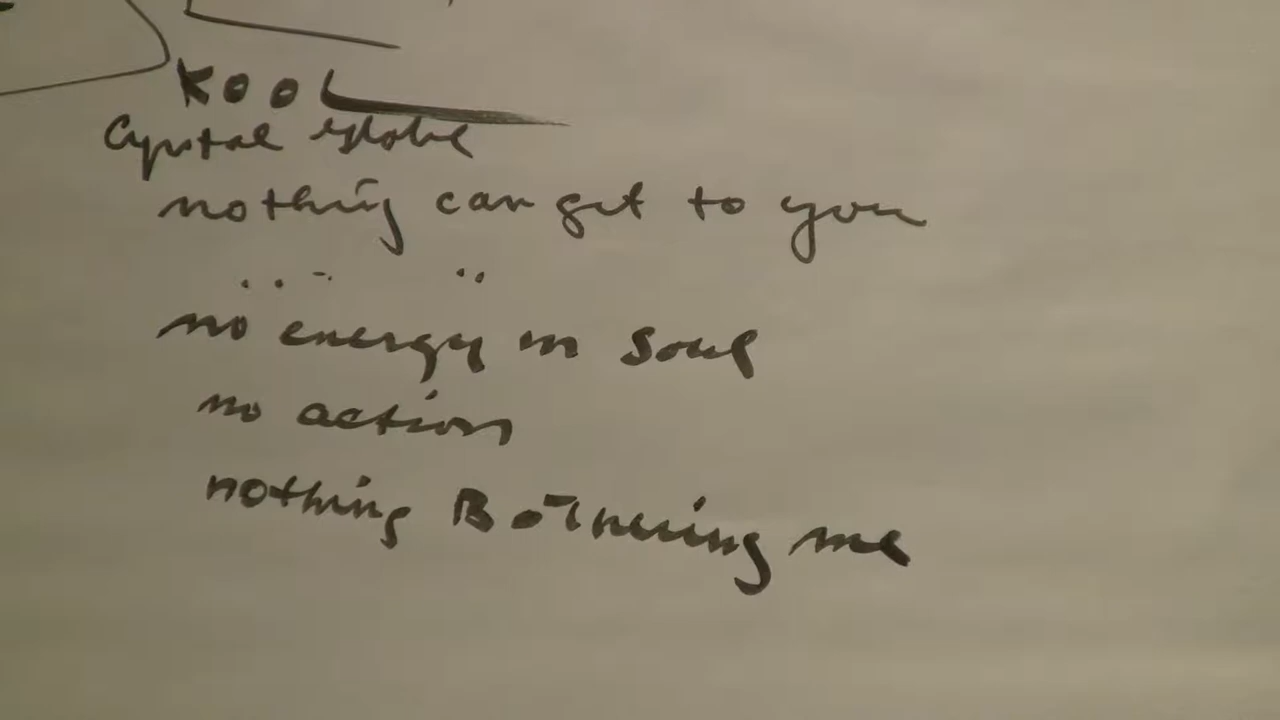 KOOL
Crystal globe
nothing can get to you
no energy in soul
no action
nothing Bothering me